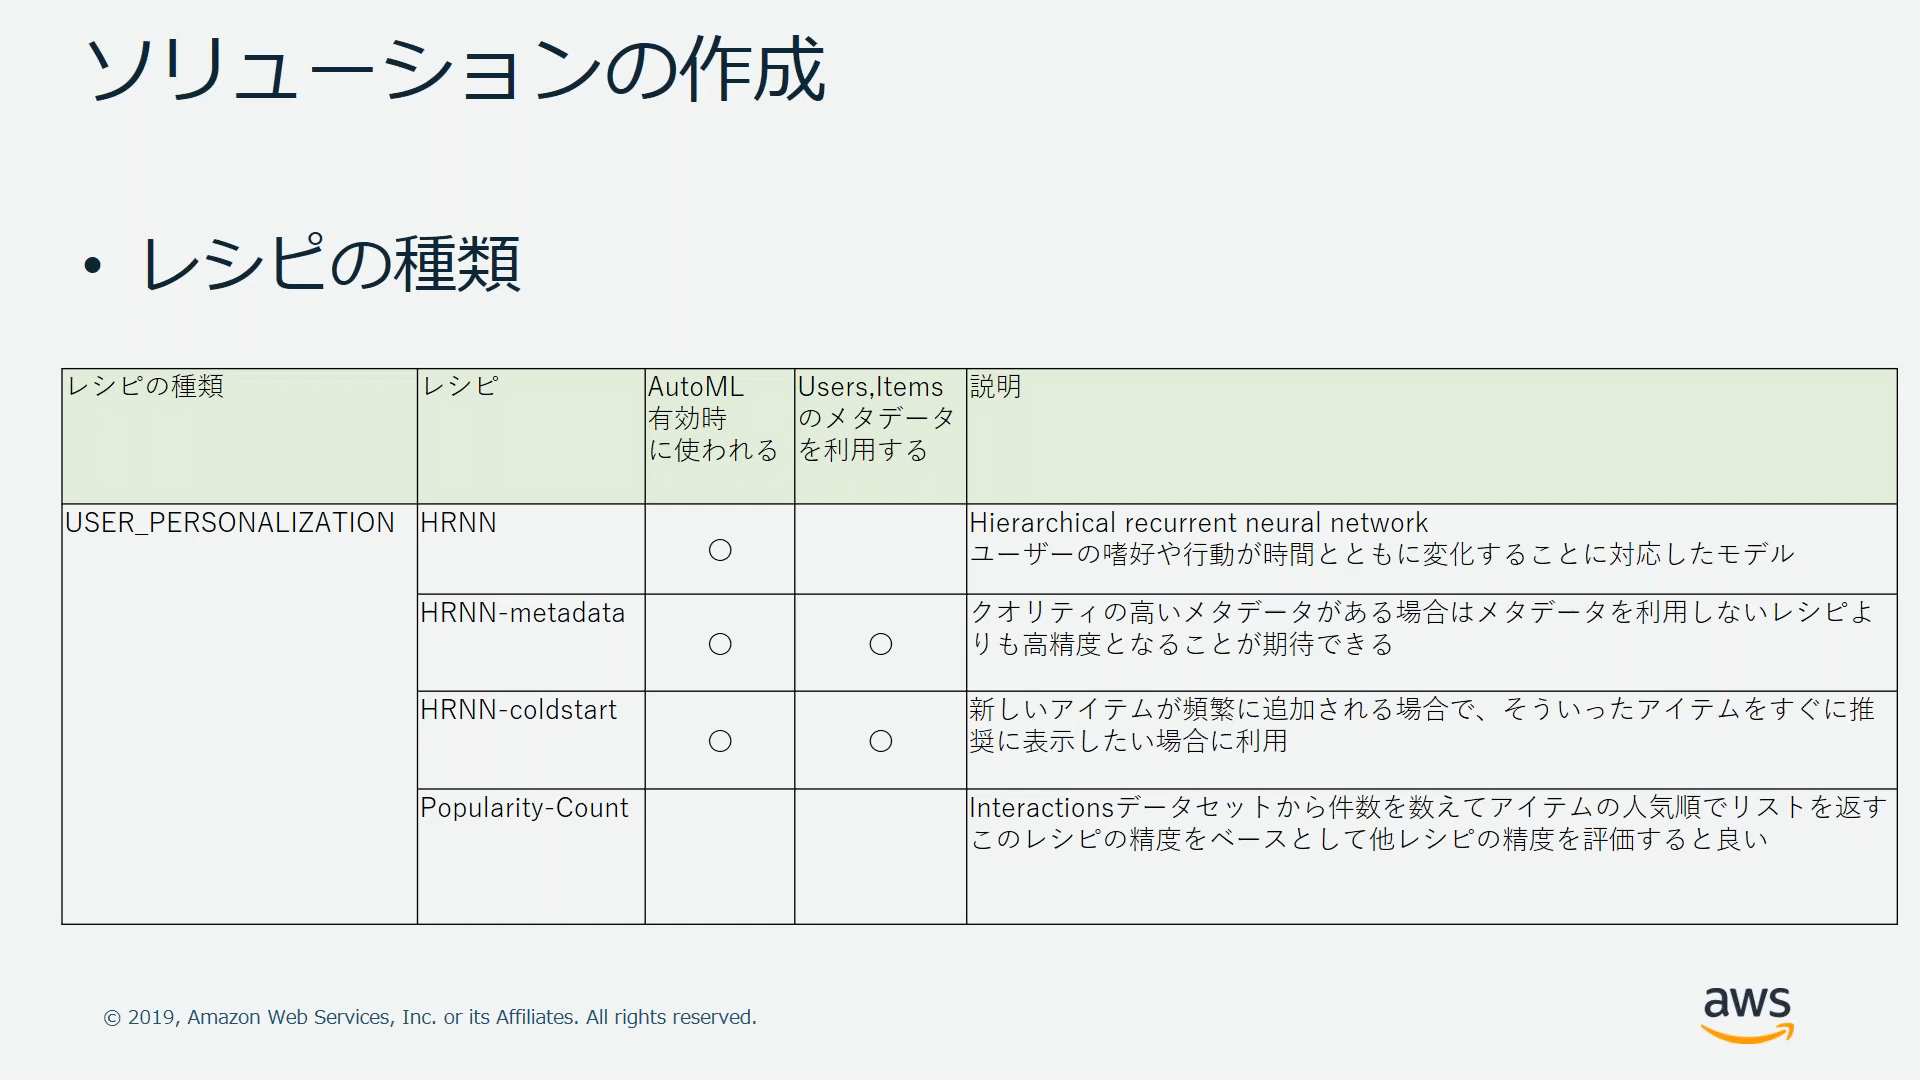 ソリューションの作成
• レシピの種類
レシピの種類
レシピ
AutoML
有効時
に使われる
Users,Items
のメタデータ
を利用する
説明
USER_PERSONALIZATION
HRNN
○
Hierarchical recurrent neural network
ユーザーの嗜好や行動が時間とともに変化することに対応したモデル
HRNN-metadata
○
○
クオリティの高いメタデータがある場合はメタデータを利用しないレシピよ
りも高精度となることが期待できる
HRNN-coldstart
○
○
新しいアイテムが頻繁に追加される場合で、そういったアイテムをすぐに推
奨に表示したい場合に利用
Popularity-Count
Interactionsデータセットから件数を数えてアイテムの人気順でリストを返す
このレシピの精度をベースとして他レシピの精度を評価すると良い
© 2019, Amazon Web Services, Inc. or its Affiliates. All rights reserved.
aws